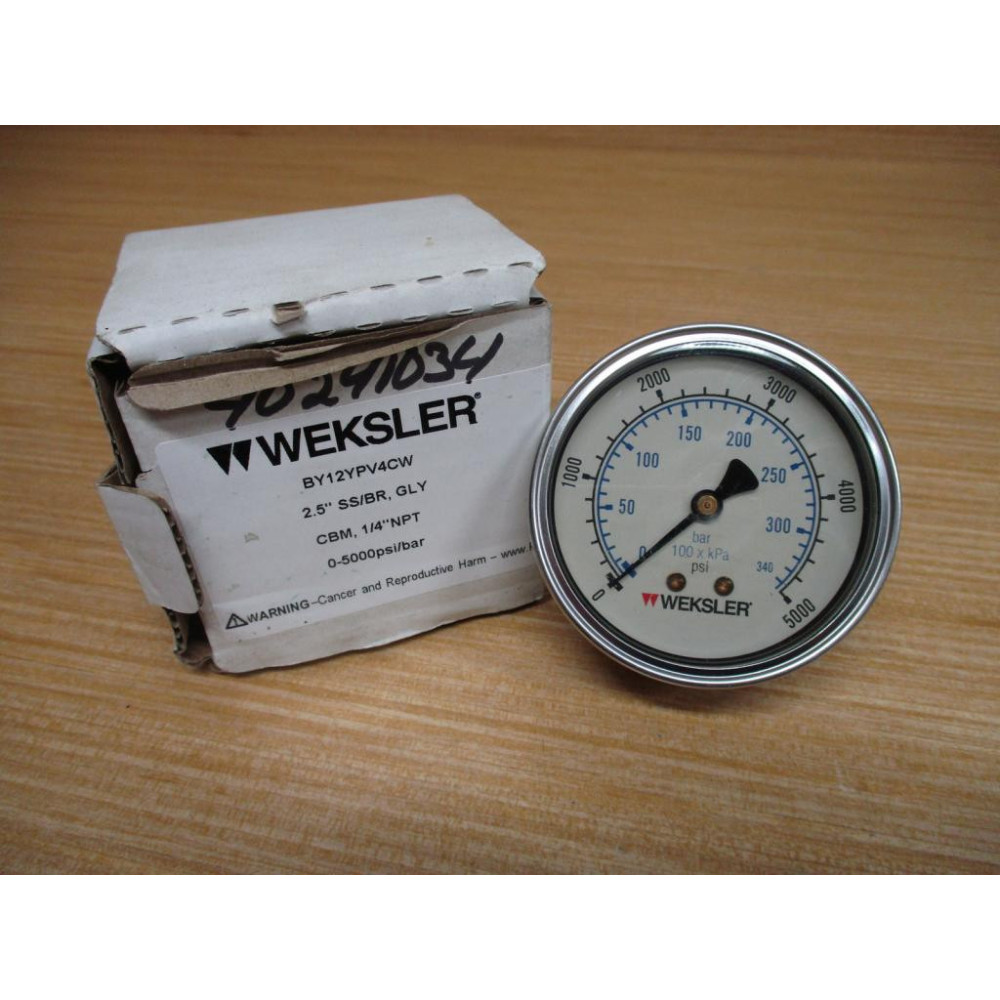 40241034
WEKSLER®
BY12YPV4CW
2.5" SS/BR, GLY
CBM, 1/4"NPT
0-5000psi/bar
WARNING-Cancer and Reproductive Harm - www.
0
1000
2000
3000
4000
5000
0
50
100
150
200
250
300
340
bar
100 x kPa
psi
WEKSLER®